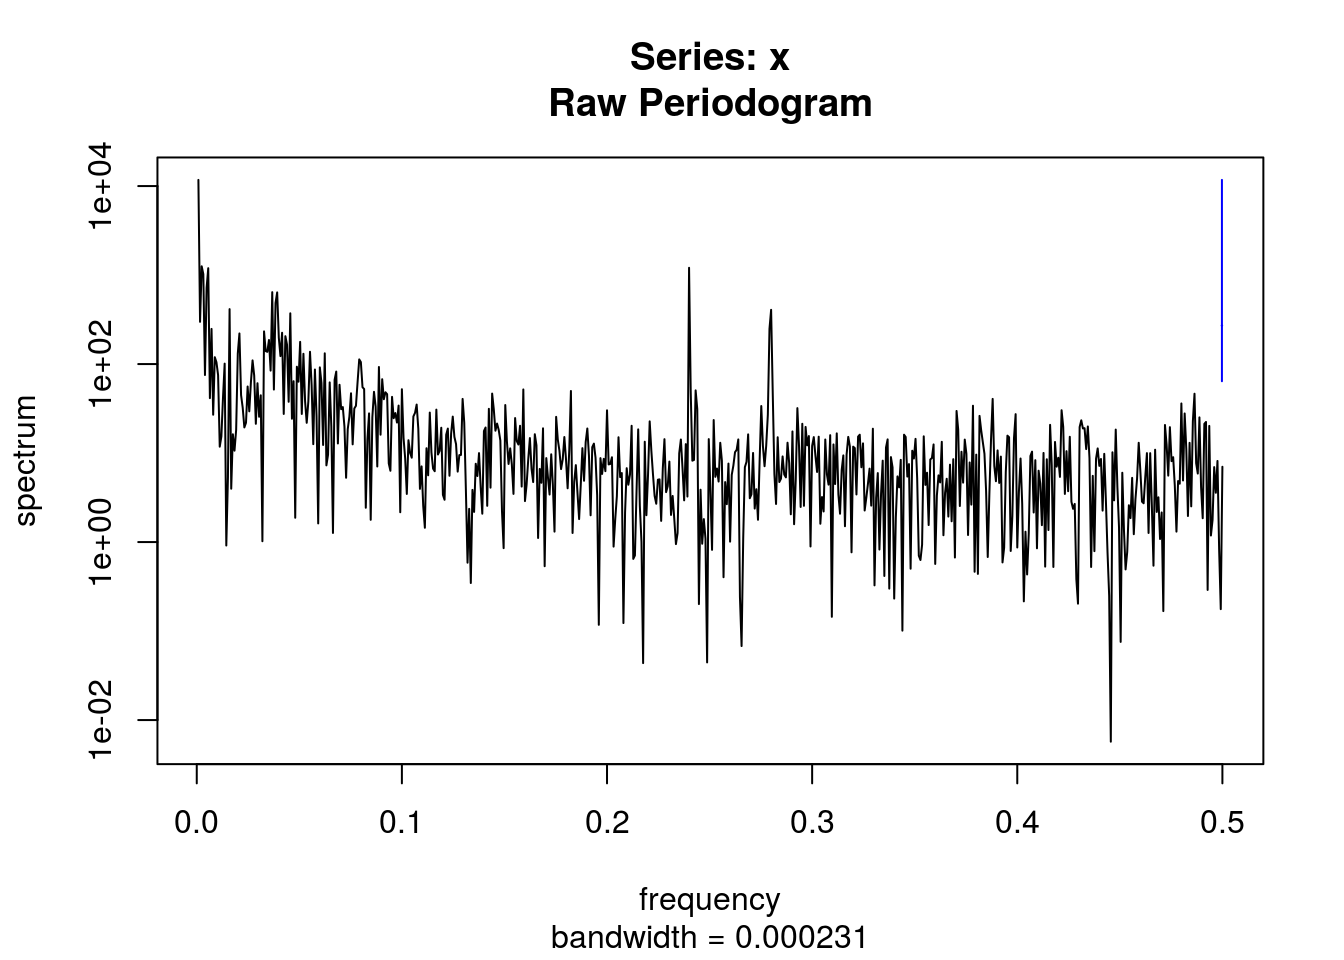 Series: x
Raw Periodogram
spectrum
1e+04
1e+02
1e+00
1e-02
0.0 0.1 0.2 0.3 0.4 0.5
frequency
bandwidth = 0.000231